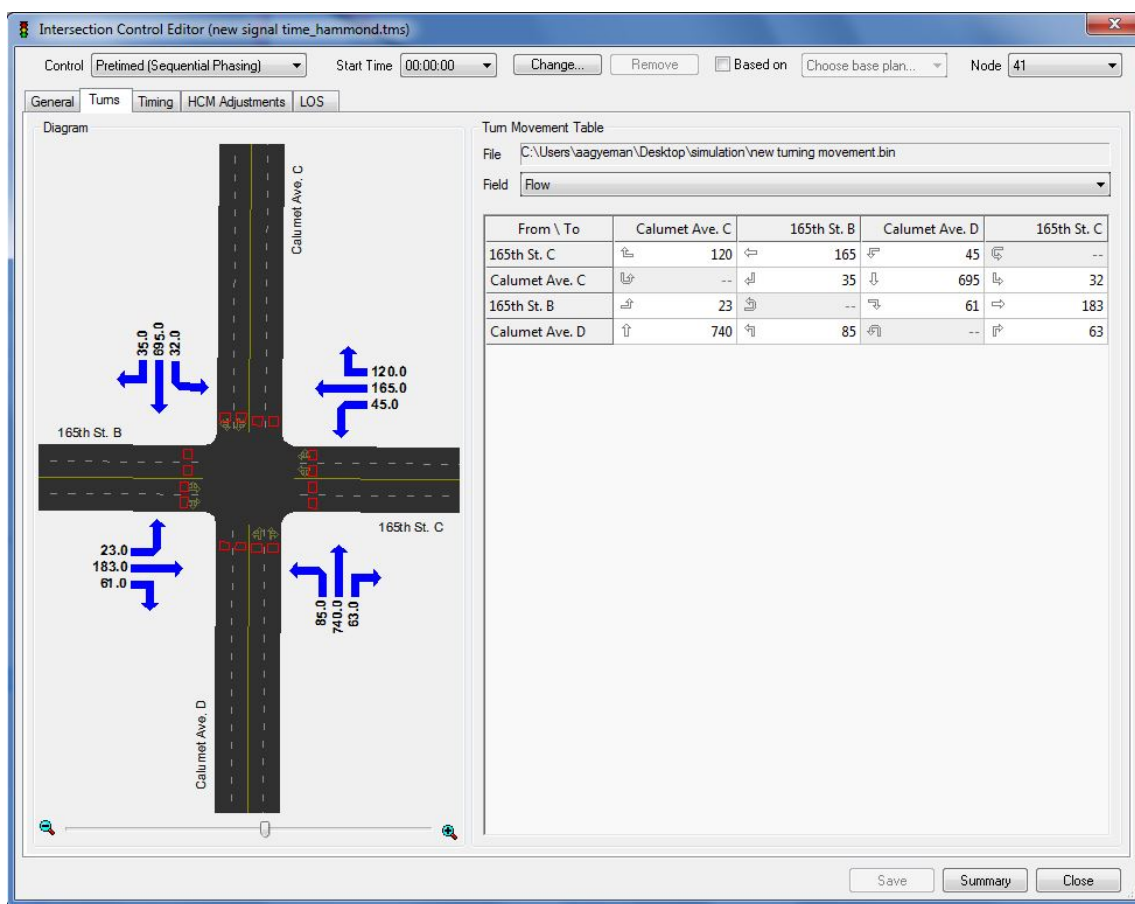 Intersection Control Editor (new signal time_hammond.tms)
Control Pretimed (Sequential Phasing) Start Time 00:00:00 Change... Remove Based on Choose base plan... Node 41
General Turns Timing HCM Adjustments LOS
Diagram
Calumet Ave. C
35.0
695.0
32.0
120.0
165.0
45.0
165th St. B
165th St. C
23.0
183.0
61.0
85.0
740.0
63.0
Calumet Ave. D
Turn Movement Table
File C:\Users\aagyeman\Desktop\simulation\new turning movement.bin
Field Flow
From \ To Calumet Ave. C 165th St. B Calumet Ave. D 165th St. C
165th St. C 120 165 45 --
Calumet Ave. C -- 35 695 32
165th St. B 23 -- 61 183
Calumet Ave. D 740 85 -- 63
Save Summary Close